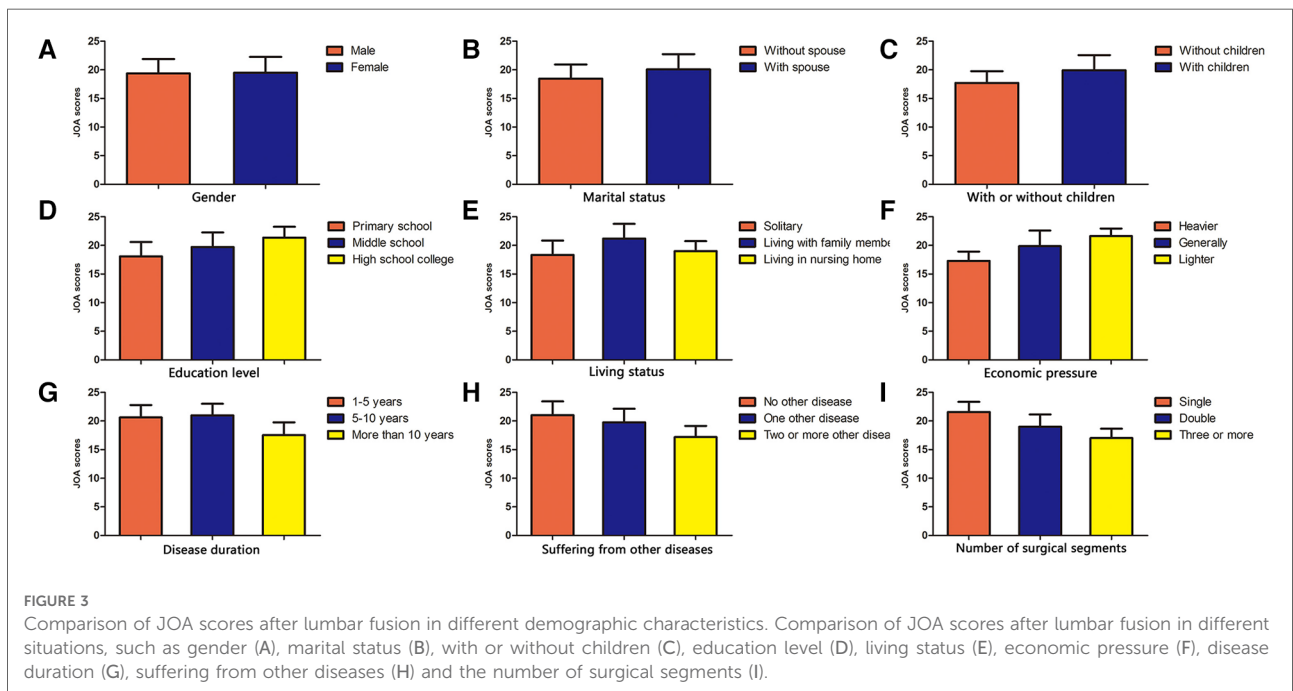 A
25
20
15
10
5
0
JOA scores
Male
Female
Gender
B
25
20
15
10
5
0
JOA scores
Without spouse
With spouse
Marital status
C
25
20
15
10
5
0
JOA scores
Without children
With children
With or without children
D
25
20
15
10
5
0
JOA scores
Primary school
Middle school
High school college
Education level
E
25
20
15
10
5
0
JOA scores
Solitary
Living with family membe
Living in nursing home
Living status
F
25
20
15
10
5
0
JOA scores
Heavier
Generally
Lighter
Economic pressure
G
25
20
15
10
5
0
JOA scores
1-5 years
5-10 years
More than 10 years
Disease duration
H
25
20
15
10
5
0
JOA scores
No other disease
One other disease
Two or more other disea
Suffering from other diseases
I
25
20
15
10
5
0
JOA scores
Single
Double
Three or more
Number of surgical segments
FIGURE 3
Comparison of JOA scores after lumbar fusion in different demographic characteristics. Comparison of JOA scores after lumbar fusion in different
situations, such as gender (A), marital status (B), with or without children (C), education level (D), living status (E), economic pressure (F), disease
duration (G), suffering from other diseases (H) and the number of surgical segments (I).